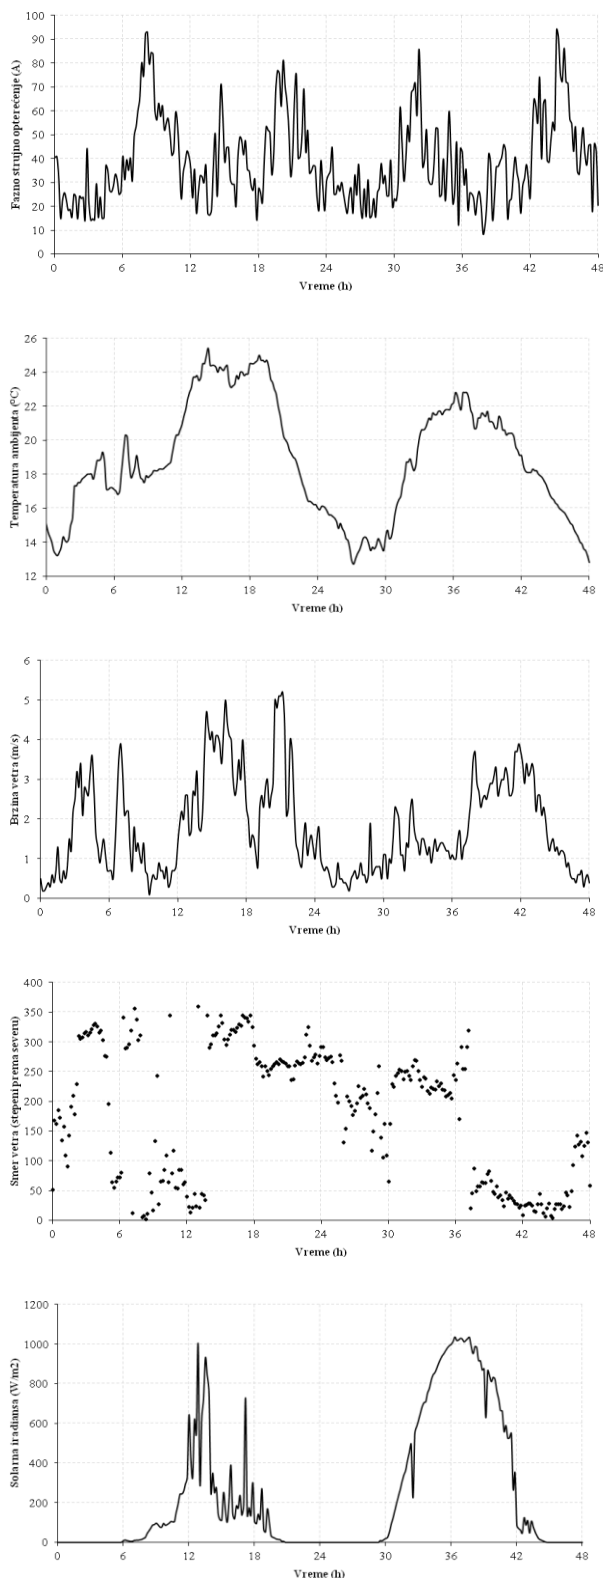 Fazno strujno opterećenje (A)
100
90
80
70
60
50
40
30
20
10
0
0 6 12 18 24 30 36 42 48
Vreme (h)
Temperatura ambijenta (ºC)
26
24
22
20
18
16
14
12
0 6 12 18 24 30 36 42 48
Vreme (h)
Brzina vetra (m/s)
6
5
4
3
2
1
0
0 6 12 18 24 30 36 42 48
Vreme (h)
Smer vetra (stepeni prema severu)
400
350
300
250
200
150
100
50
0
0 6 12 18 24 30 36 42 48
Vreme (h)
Solarna iradiansa (W/m2)
1200
1000
800
600
400
200
0
0 6 12 18 24 30 36 42 48
Vreme (h)